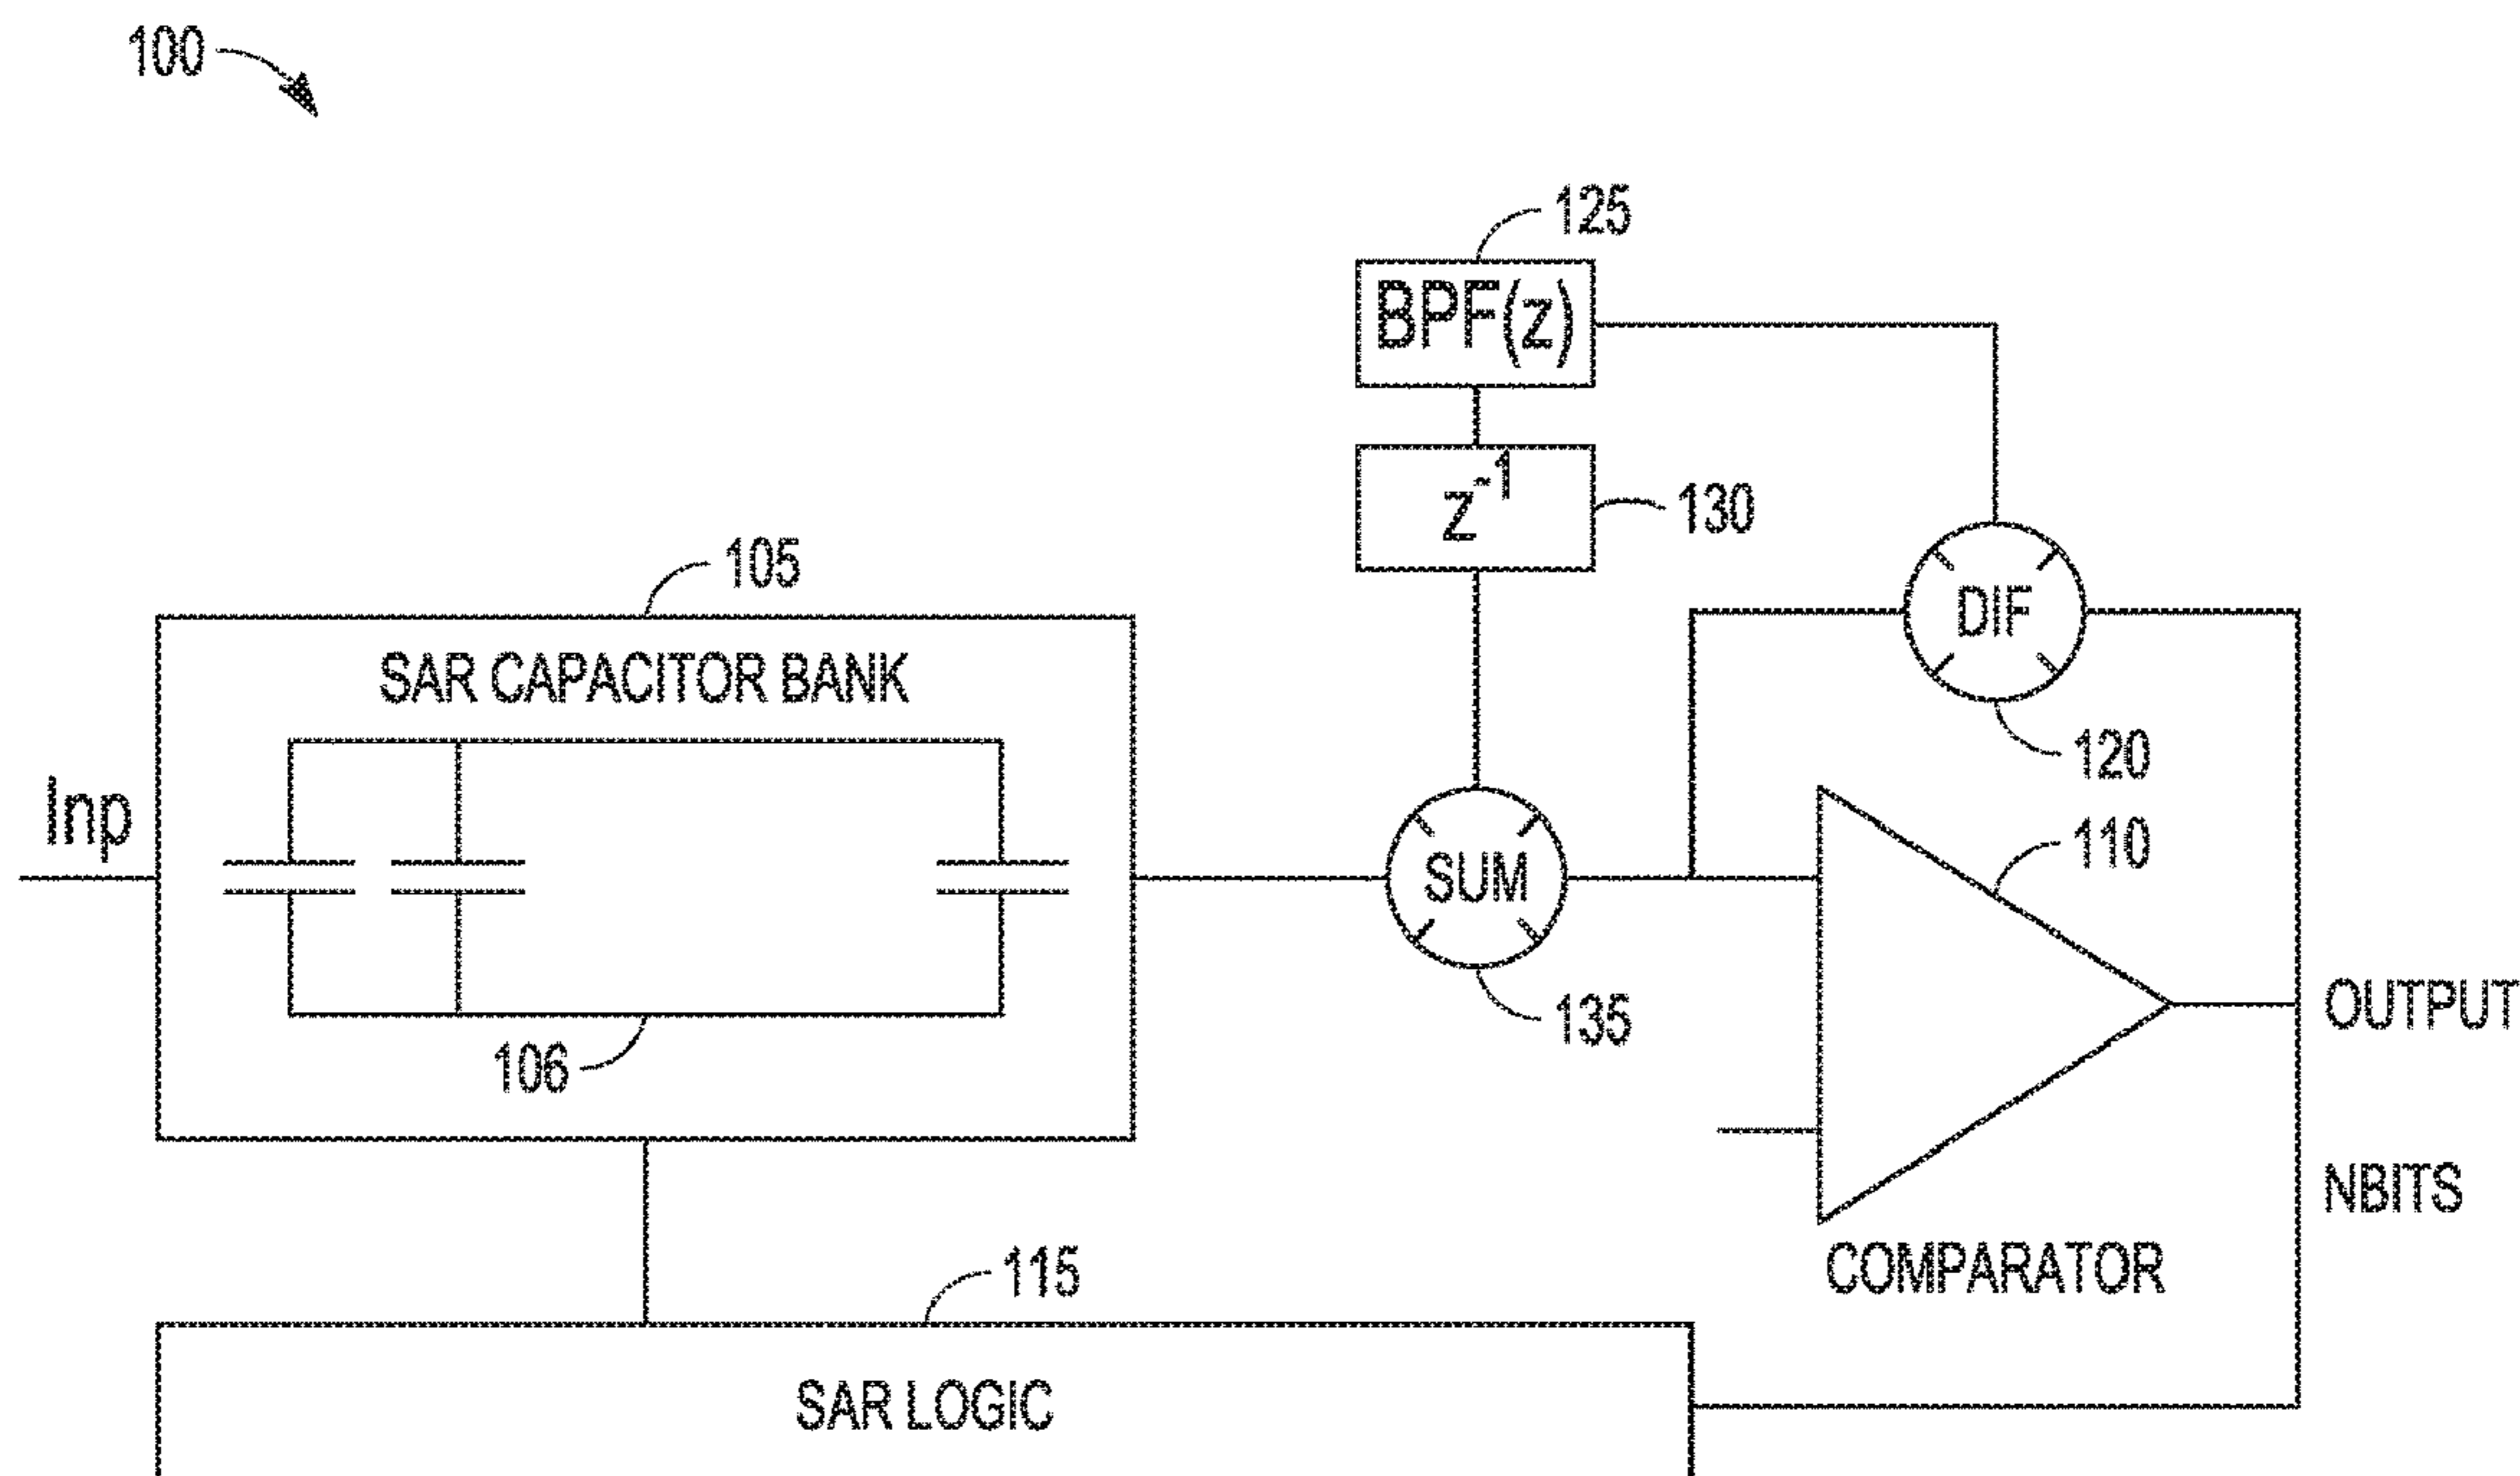 100
125
BPF(z)
z⁻¹
130
105
DIF
SAR CAPACITOR BANK
120
Inp
110
SUM
135
OUTPUT
106
NBITS
COMPARATOR
115
SAR LOGIC